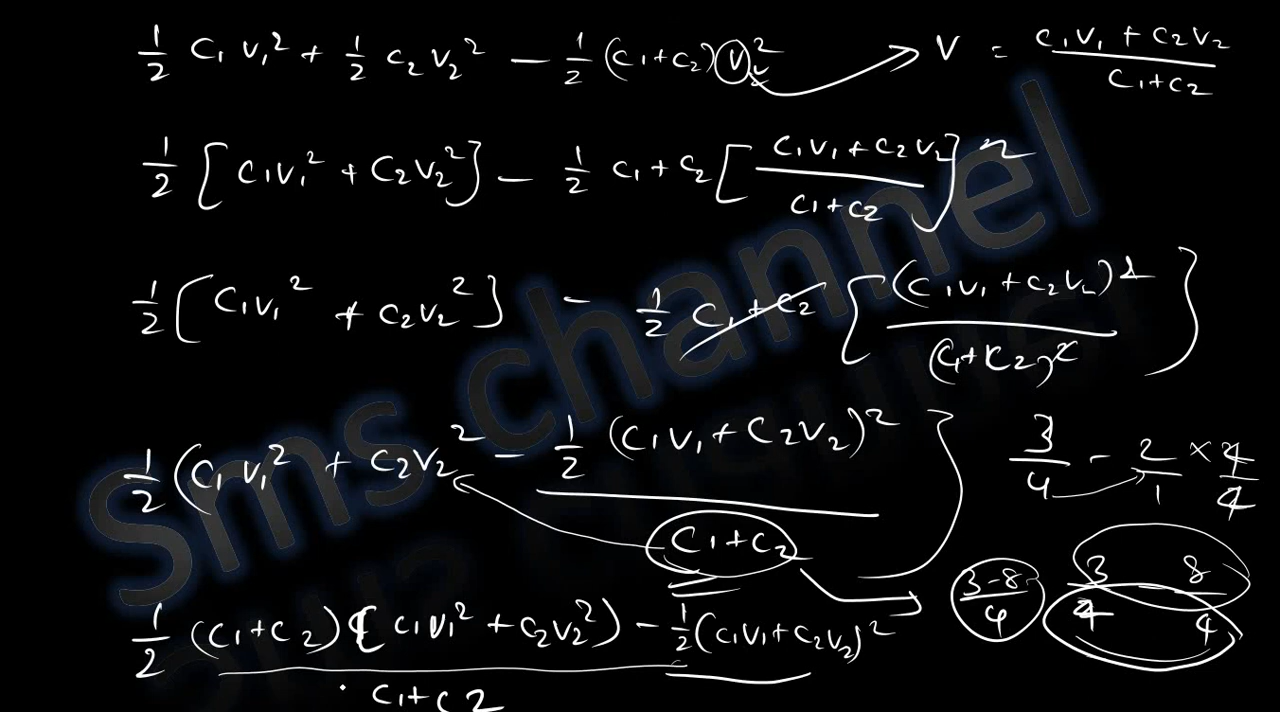 ½ C₁V₁² + ½ C₂V₂² − ½ (C₁+C₂) V² → V = (C₁V₁ + C₂V₂) / (C₁+C₂)
½ [C₁V₁² + C₂V₂²] − ½ C₁ + C₂ [(C₁V₁ + C₂V₂) / (C₁+C₂)]²
½ [C₁V₁² + C₂V₂²] − ½ C₁+C₂ {(C₁V₁ + C₂V₂)² / (C₁+C₂)²}
½ (C₁V₁² + C₂V₂² − ½ (C₁V₁ + C₂V₂)² / (C₁+C₂)]
3/4 − 2/1 × 4/4
3-8/4 3/4 8/4
½ (C₁+C₂)(C₁V₁² + C₂V₂²) − ½ (C₁V₁+C₂V₂)² / C₁+C2
Sms channel